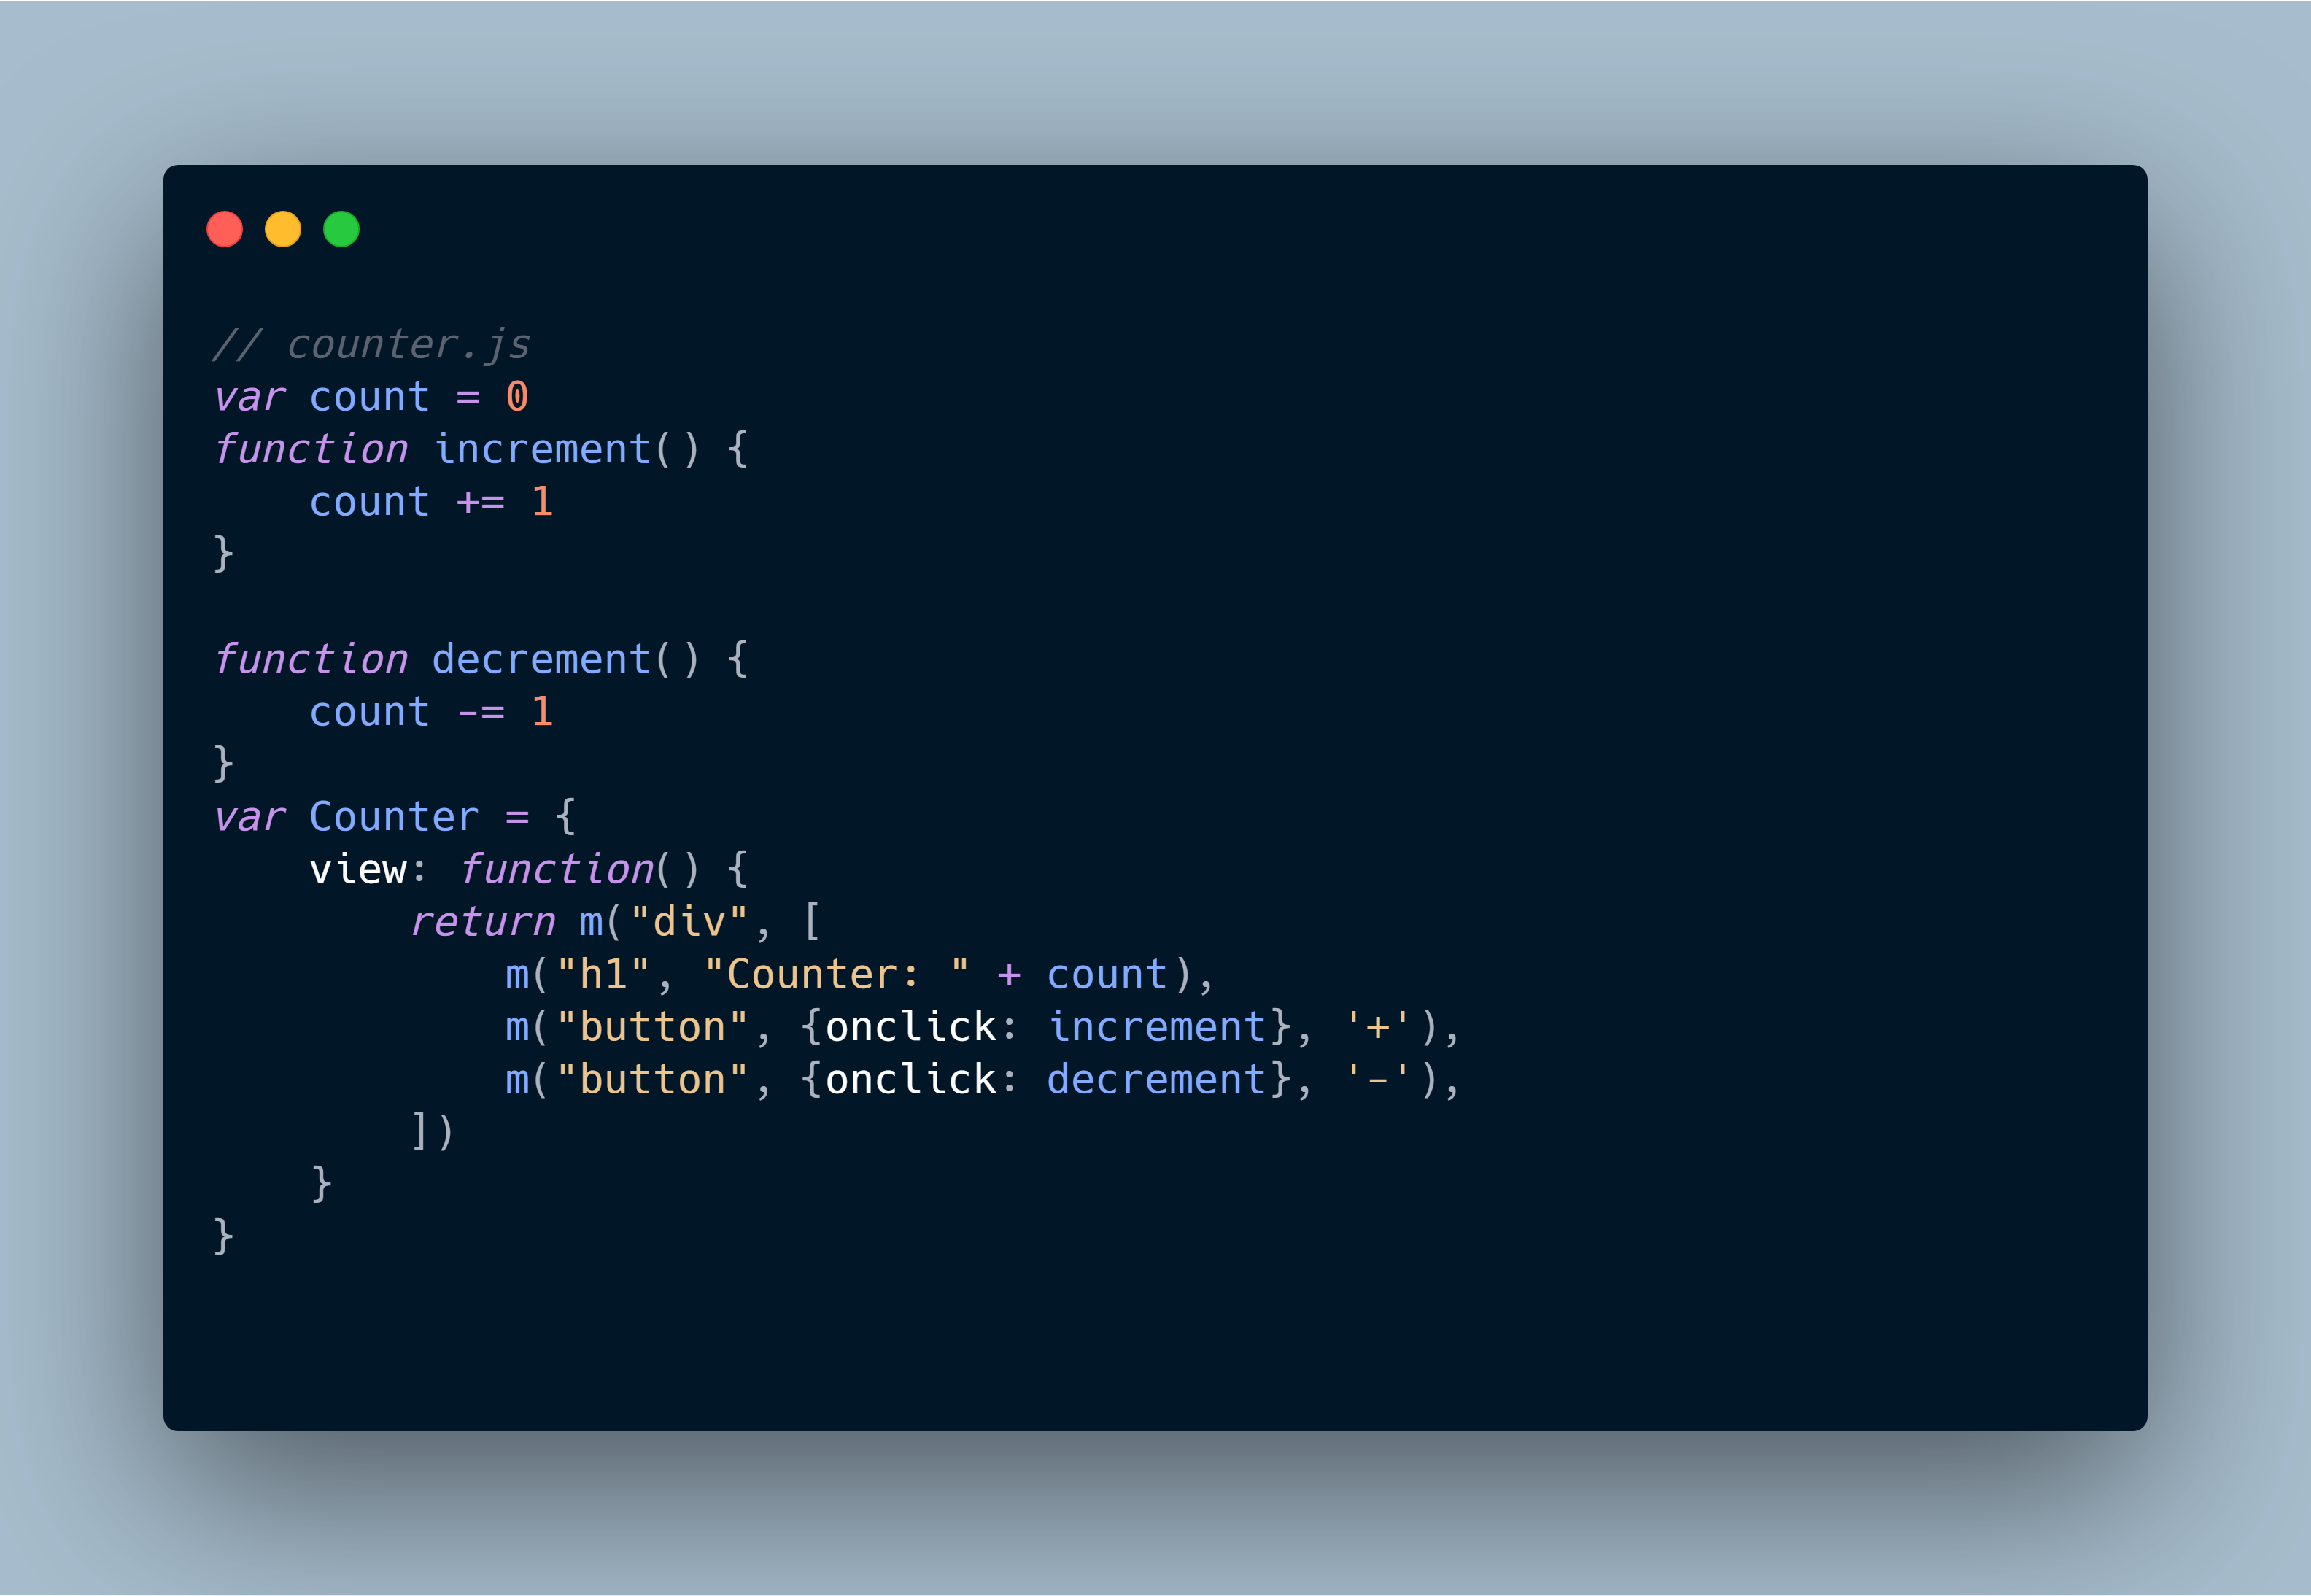 // counter.js
var count = 0
function increment() {
    count += 1
}

function decrement() {
    count -= 1
}
var Counter = {
    view: function() {
        return m("div", [
            m("h1", "Counter: " + count),
            m("button", {onclick: increment}, '+'),
            m("button", {onclick: decrement}, '-'),
        ])
    }
}